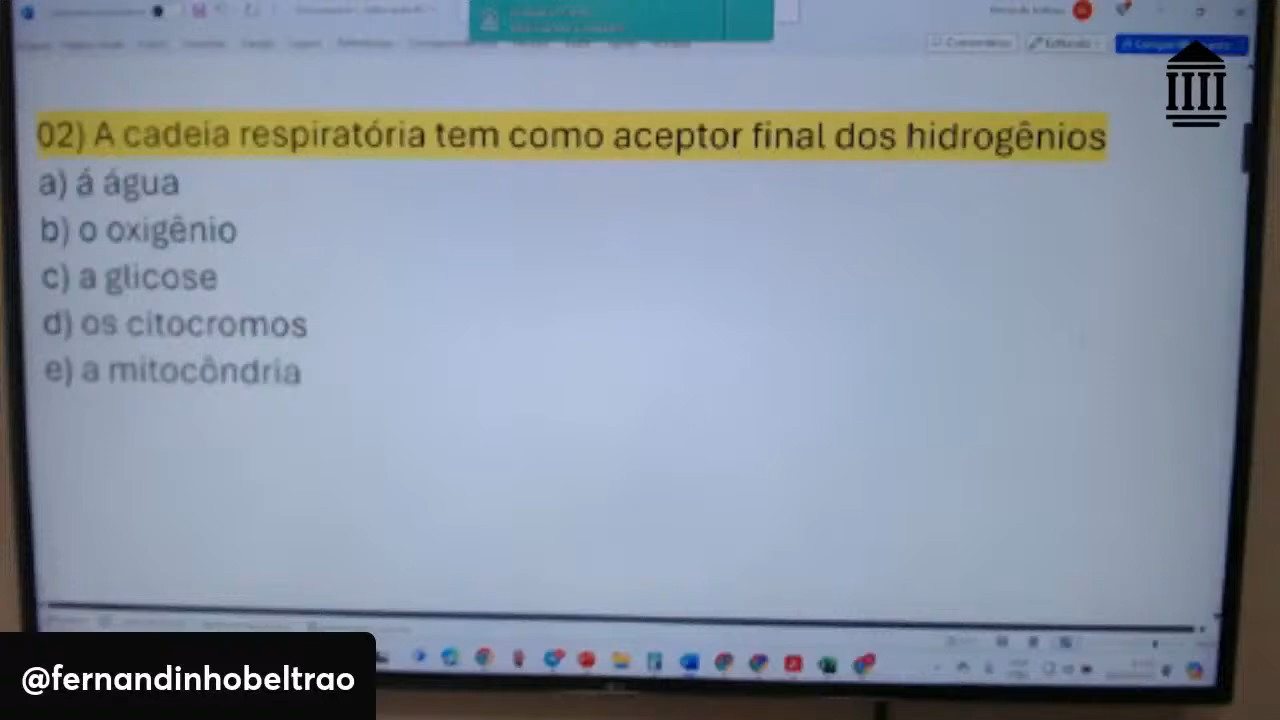 02) A cadeia respiratória tem como aceptor final dos hidrogênios
a) á água
b) o oxigênio
c) a glicose
d) os citocromos
e) a mitocôndria
@fernandinhobeltrao